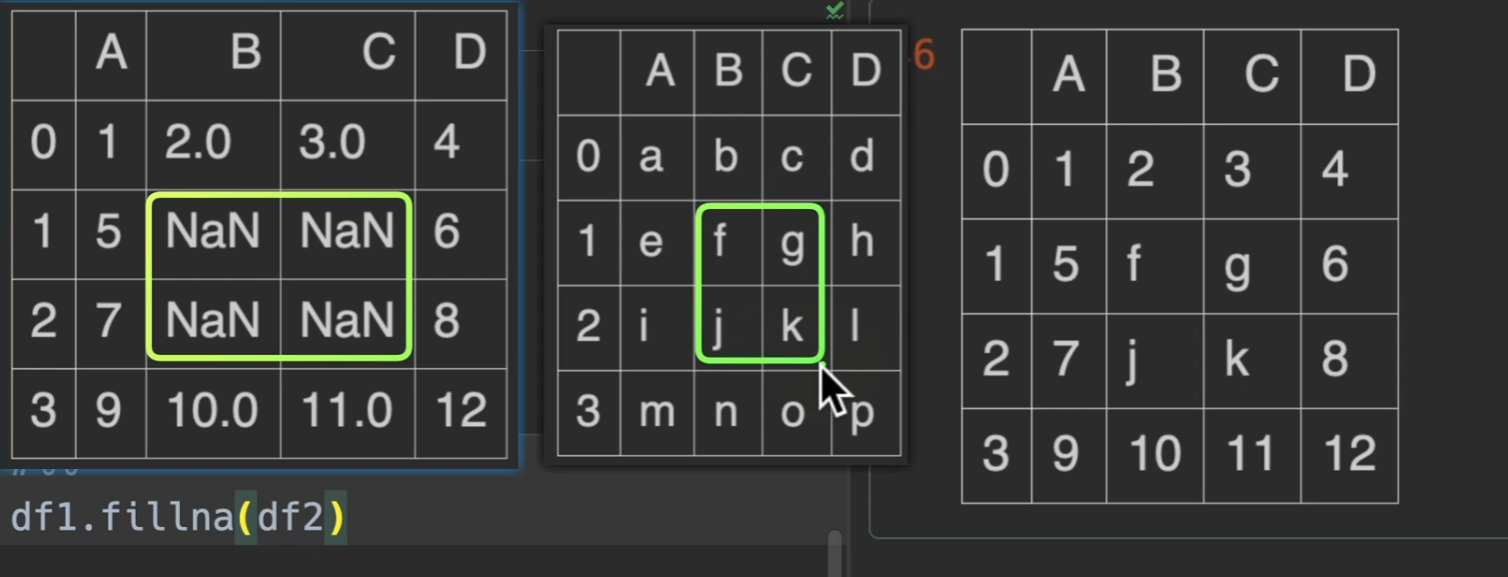 A B C D
0 1 2.0 3.0 4
1 5 NaN NaN 6
2 7 NaN NaN 8
3 9 10.0 11.0 12
A B C D
0 a b c d
1 e f g h
2 i j k l
3 m n o p
6
A B C D
0 1 2 3 4
1 5 f g 6
2 7 j k 8
3 9 10 11 12
df1.fillna(df2)